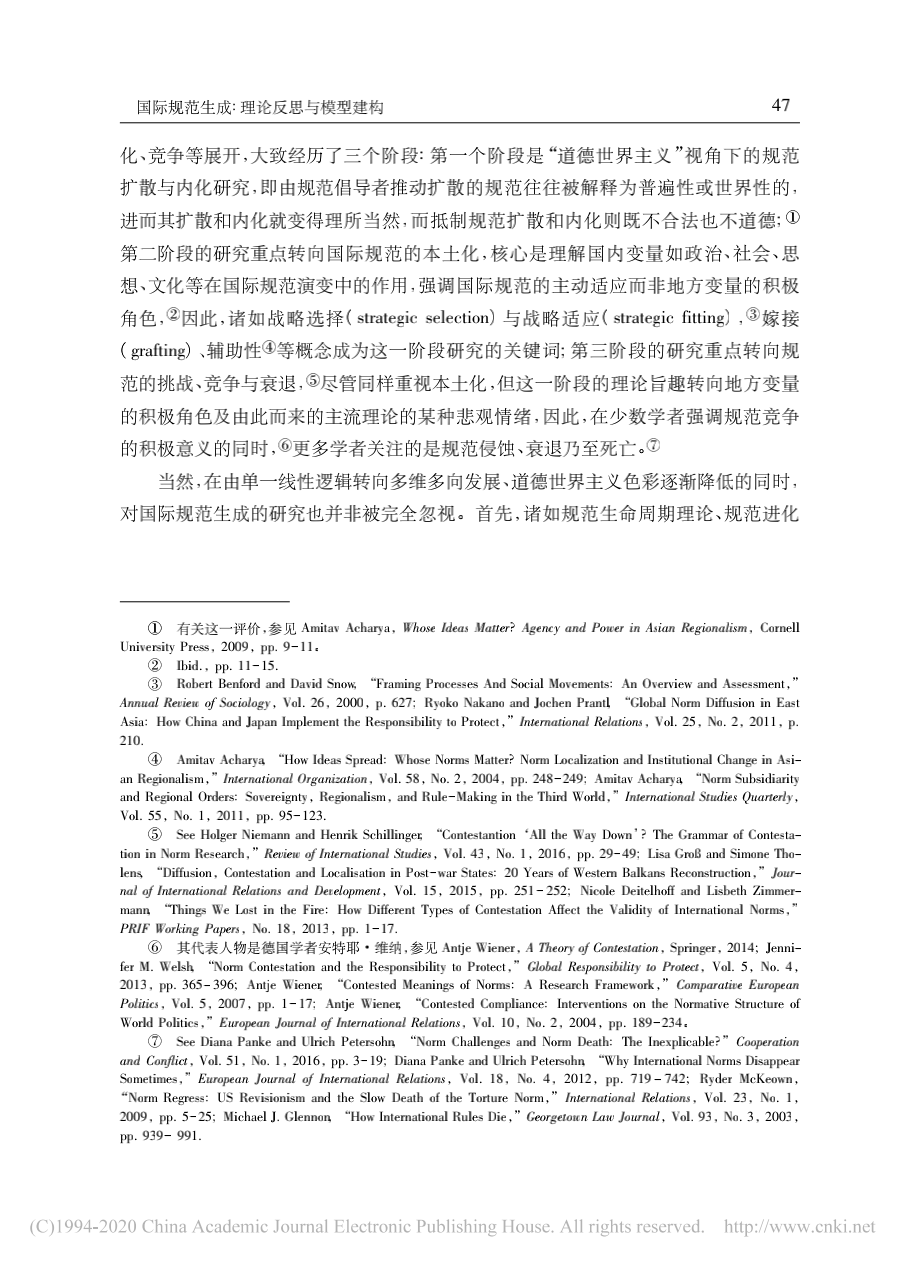 国际规范生成: 理论反思与模型建构 47
化、竞争等展开,大致经历了三个阶段: 第一个阶段是“道德世界主义”视角下的规范
扩散与内化研究,即由规范倡导者推动扩散的规范往往被解释为普遍性或世界性的,
进而其扩散和内化就变得理所当然,而抵制规范扩散和内化则既不合法也不道德; ①
第二阶段的研究重点转向国际规范的本土化,核心是理解国内变量如政治、社会、思
想、文化等在国际规范演变中的作用,强调国际规范的主动适应而非地方变量的积极
角色,②因此,诸如战略选择( strategic selection) 与战略适应( strategic fitting) ,③嫁接
( grafting) 、辅助性④等概念成为这一阶段研究的关键词; 第三阶段的研究重点转向规
范的挑战、竞争与衰退,⑤尽管同样重视本土化,但这一阶段的理论旨趣转向地方变量
的积极角色及由此而来的主流理论的某种悲观情绪,因此,在少数学者强调规范竞争
的积极意义的同时,⑥更多学者关注的是规范侵蚀、衰退乃至死亡。⑦
当然,在由单一线性逻辑转向多维多向发展、道德世界主义色彩逐渐降低的同时,
对国际规范生成的研究也并非被完全忽视。首先,诸如规范生命周期理论、规范进化
① 有关这一评价,参见 Amitav Acharya, Whose Ideas Matter? Agency and Power in Asian Regionalism, Cornell
University Press, 2009, pp. 9-11。
② Ibid., pp. 11-15.
③ Robert Benford and David Snow, “Framing Processes And Social Movements: An Overview and Assessment,”
Annual Review of Sociology, Vol. 26, 2000, p. 627; Ryoko Nakano and Jochen Prantl, “Global Norm Diffusion in East
Asia: How China and Japan Implement the Responsibility to Protect,” International Relations, Vol. 25, No. 2, 2011, p.
210.
④ Amitav Acharya, “How Ideas Spread: Whose Norms Matter? Norm Localization and Institutional Change in Asi-
an Regionalism,” International Organization, Vol. 58, No. 2, 2004, pp. 248-249; Amitav Acharya, “Norm Subsidiarity
and Regional Orders: Sovereignty, Regionalism, and Rule-Making in the Third World,” International Studies Quarterly,
Vol. 55, No. 1, 2011, pp. 95-123.
⑤ See Holger Niemann and Henrik Schillinger, “Contestantion ‘All the Way Down’? The Grammar of Contesta-
tion in Norm Research,” Review of International Studies, Vol. 43, No. 1, 2016, pp. 29-49; Lisa Groß and Simone Tho-
lens, “Diffusion, Contestation and Localisation in Post-war States: 20 Years of Western Balkans Reconstruction,” Jour-
nal of International Relations and Development, Vol. 15, 2015, pp. 251-252; Nicole Deitelhoff and Lisbeth Zimmer-
mann, “Things We Lost in the Fire: How Different Types of Contestation Affect the Validity of International Norms,”
PRIF Working Papers, No. 18, 2013, pp. 1-17.
⑥ 其代表人物是德国学者安特耶·维纳,参见 Antje Wiener, A Theory of Contestation, Springer, 2014; Jenni-
fer M. Welsh, “Norm Contestation and the Responsibility to Protect,” Global Responsibility to Protect, Vol. 5, No. 4,
2013, pp. 365-396; Antje Wiener, “Contested Meanings of Norms: A Research Framework,” Comparative European
Politics, Vol. 5, 2007, pp. 1-17; Antje Wiener, “Contested Compliance: Interventions on the Normative Structure of
World Politics,” European Journal of International Relations, Vol. 10, No. 2, 2004, pp. 189-234。
⑦ See Diana Panke and Ulrich Petersohn, “Norm Challenges and Norm Death: The Inexplicable?” Cooperation
and Conflict, Vol. 51, No. 1, 2016, pp. 3-19; Diana Panke and Ulrich Petersohn, “Why International Norms Disappear
Sometimes,” European Journal of International Relations, Vol. 18, No. 4, 2012, pp. 719-742; Ryder McKeown,
“Norm Regress: US Revisionism and the Slow Death of the Torture Norm,” International Relations, Vol. 23, No. 1,
2009, pp. 5-25; Michael J. Glennon, “How International Rules Die,” Georgetown Law Journal, Vol. 93, No. 3, 2003,
pp. 939-991.
(C)1994-2020 China Academic Journal Electronic Publishing House. All rights reserved. http://www.cnki.net